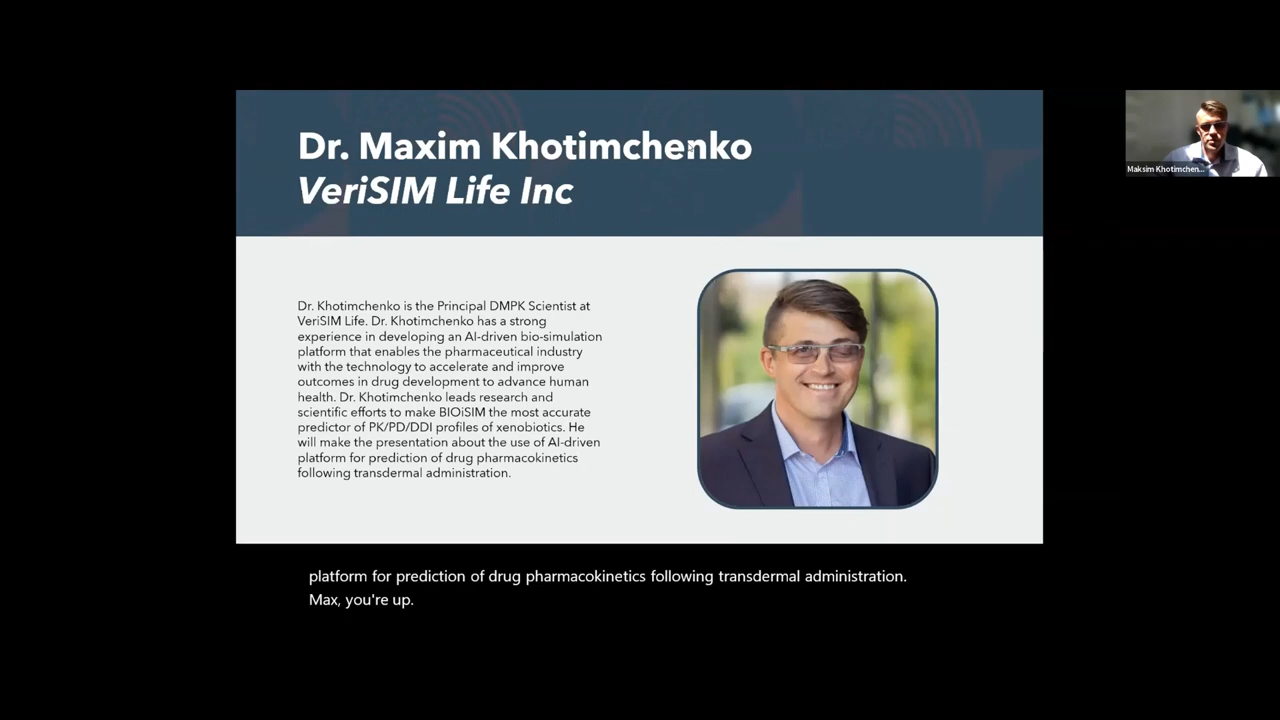 Dr. Maxim Khotimchenko
VeriSIM Life Inc
Dr. Khotimchenko is the Principal DMPK Scientist at
VeriSIM Life. Dr. Khotimchenko has a strong
experience in developing an AI-driven bio-simulation
platform that enables the pharmaceutical industry
with the technology to accelerate and improve
outcomes in drug development to advance human
health. Dr. Khotimchenko leads research and
scientific efforts to make BIOiSIM the most accurate
predictor of PK/PD/DDI profiles of xenobiotics. He
will make the presentation about the use of AI-driven
platform for prediction of drug pharmacokinetics
following transdermal administration.
Maksim Khotimchen...
platform for prediction of drug pharmacokinetics following transdermal administration.
Max, you're up.